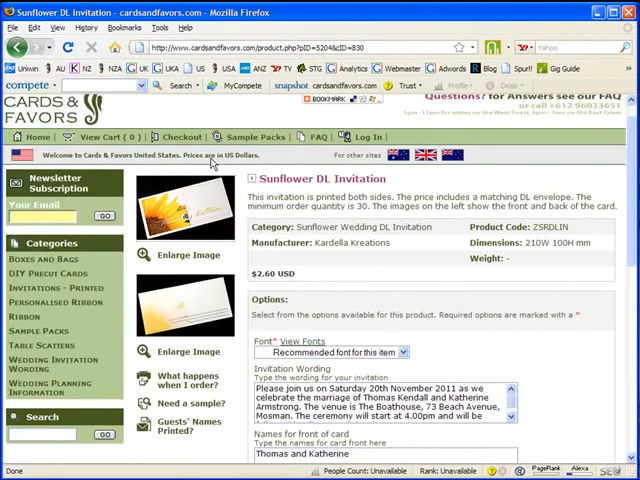 Sunflower DL Invitation - cardsandfavors.com - Mozilla Firefox
File Edit View History Bookmarks Tools Help
http://www.cardsandfavors.com/product.php?pID=5204&cID=830 Yahoo
Uniwin AU KNZ NZA UK US USA ANZ TV STG Analytics Webmaster Adwords Blog Spurl Gig Guide
compete Search MyCompete snapshot cardsandfavors.com Trust Profile Deals
CARDS & FAVORS
BOOKMARK
Questions? for Answers see our FAQ
or call +612 96033651
Home View Cart ( 0 ) Checkout Sample Packs FAQ Log In
Welcome to Cards & Favors United States. Prices are in US Dollars. For other sites
Newsletter Subscription
Your Email
GO
Categories
BOXES AND BAGS
DIY PRECUT CARDS
INVITATIONS - PRINTED
PERSONALISED RIBBON
RIBBON
SAMPLE PACKS
TABLE SCATTERS
WEDDING INVITATION WORDING
WEDDING PLANNING INFORMATION
Search
GO
Enlarge Image
Enlarge Image
What happens when I order?
Need a sample?
Guests' Names Printed?
Sunflower DL Invitation
This invitation is printed both sides. The price includes a matching DL envelope. The
minimum order quantity is 30. The images on the left show the front and back of the card.
Category: Sunflower Wedding DL Invitation Product Code: ZSRDLIN
Manufacturer: Kardella Kreations Dimensions: 210W 100H mm
Weight: -
$2.60 USD
Options:
Select from the options available for this product. Required options are marked with a *
Font* View Fonts
Recommended font for this item
Invitation Wording
Type the wording for your invitation
Please join us on Saturday 20th November 2011 as we
celebrate the marriage of Thomas Kendall and Katherine
Armstrong. The venue is The Boathouse, 73 Beach Avenue,
Mosman. The ceremony will start at 4.00pm and will be
Names for front of card
Type the names for card front here
Thomas and Katherine
Done People Count: Unavailable Rank: Unavailable PageRank Alexa